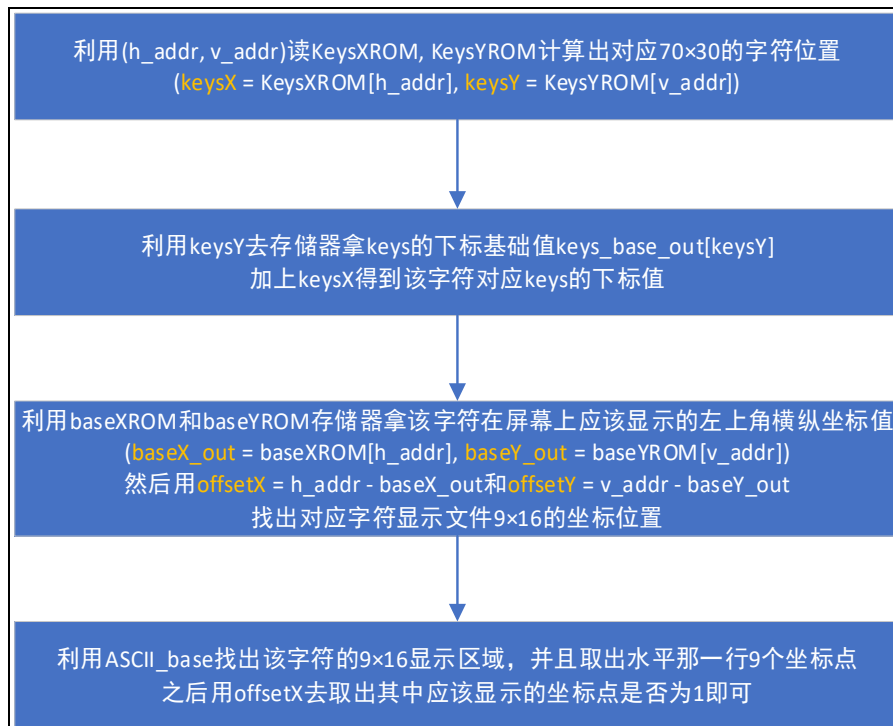 利用(h_addr, v_addr)读KeysXROM, KeysYROM计算出对应70×30的字符位置
(keysX = KeysXROM[h_addr], keysY = KeysYROM[v_addr])
利用keysY去存储器拿keys的下标基础值keys_base_out[keysY]
加上keysX得到该字符对应keys的下标值
利用baseXROM和baseYROM存储器拿该字符在屏幕上应该显示的左上角横纵坐标值
(baseX_out = baseXROM[h_addr], baseY_out = baseYROM[v_addr])
然后用offsetX = h_addr - baseX_out和offsetY = v_addr - baseY_out
找出对应字符显示文件9×16的坐标位置
利用ASCII_base找出该字符的9×16显示区域，并且取出水平那一行9个坐标点
之后用offsetX去取出其中应该显示的坐标点是否为1即可